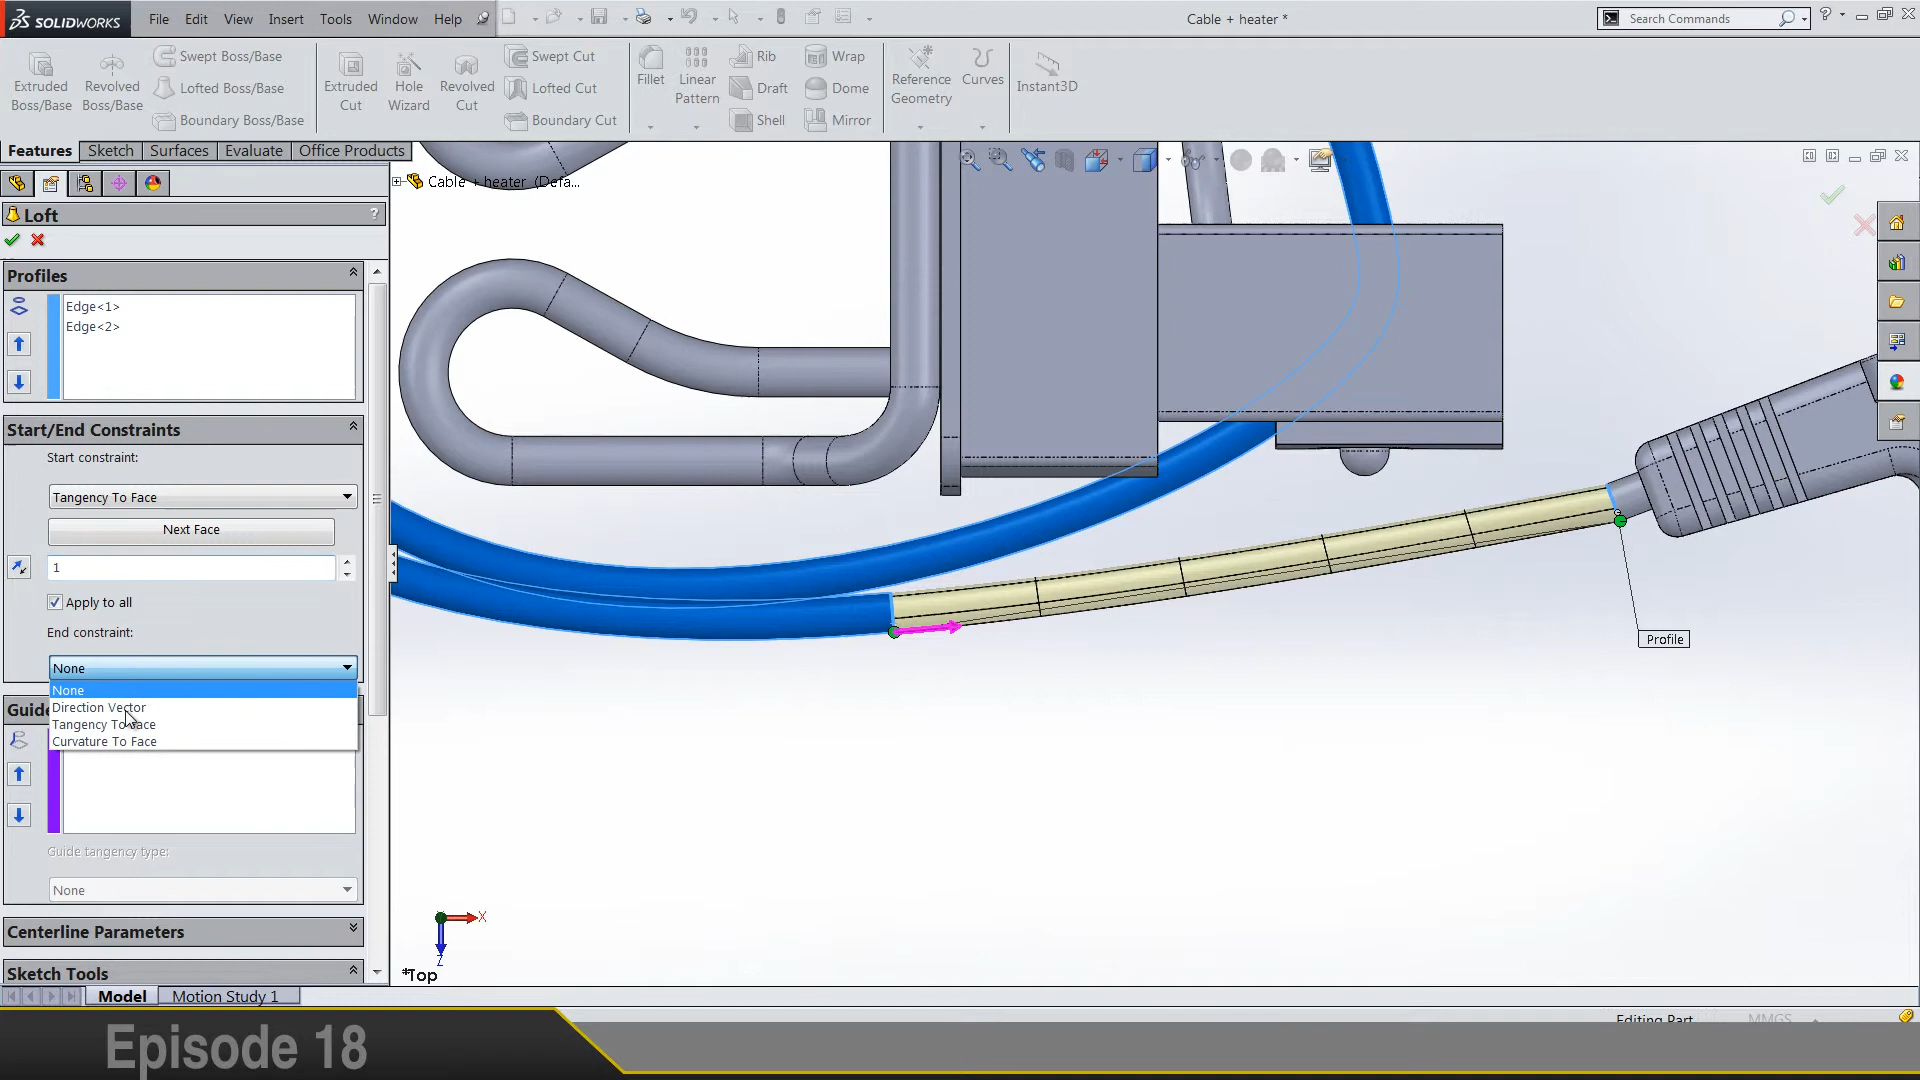 SOLIDWORKS
File Edit View Insert Tools Window Help
Cable + heater *
Search Commands
Extruded Boss/Base
Revolved Boss/Base
Swept Boss/Base
Lofted Boss/Base
Boundary Boss/Base
Extruded Cut
Hole Wizard
Revolved Cut
Swept Cut
Lofted Cut
Boundary Cut
Fillet
Linear Pattern
Rib
Draft
Shell
Wrap
Dome
Mirror
Reference Geometry
Curves
Instant3D
Features Sketch Surfaces Evaluate Office Products
Cable + heater (Defa...
Loft
?
Profiles
Edge<1>
Edge<2>
Start/End Constraints
Start constraint:
Tangency To Face
Next Face
1
Apply to all
End constraint:
None
None
Direction Vector
Tangency To Face
Curvature To Face
Guide tangency type:
None
Centerline Parameters
Sketch Tools
Profile
X
Z
*Top
Model Motion Study 1
Editing Part MMGS
Episode 18